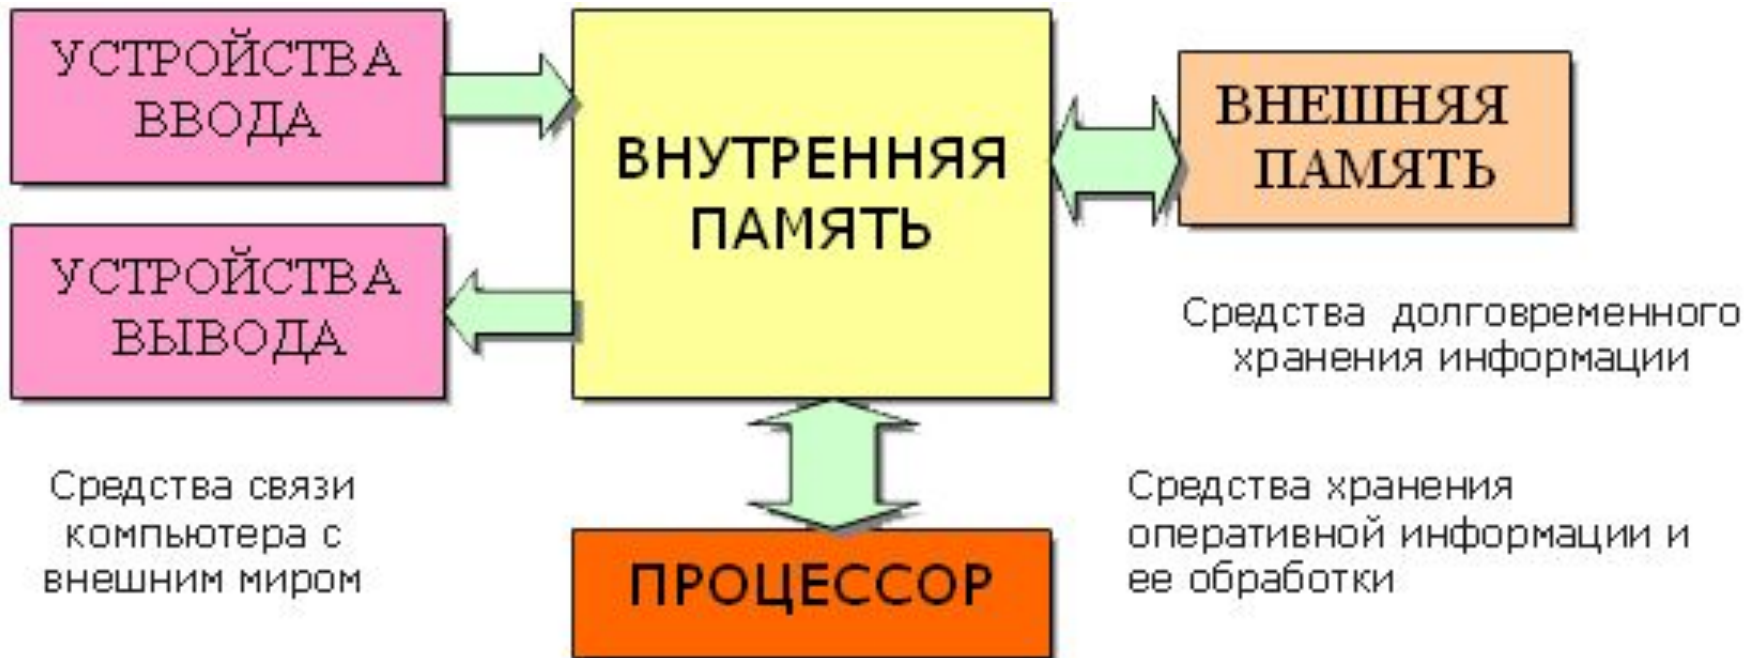 УСТРОЙСТВА
ВВОДА
УСТРОЙСТВА
ВЫВОДА
ВНУТРЕННЯЯ
ПАМЯТЬ
ВНЕШНЯЯ
ПАМЯТЬ
Средства долговременного
хранения информации
Средства связи
компьютера с
внешним миром
ПРОЦЕССОР
Средства хранения
оперативной информации и
ее обработки